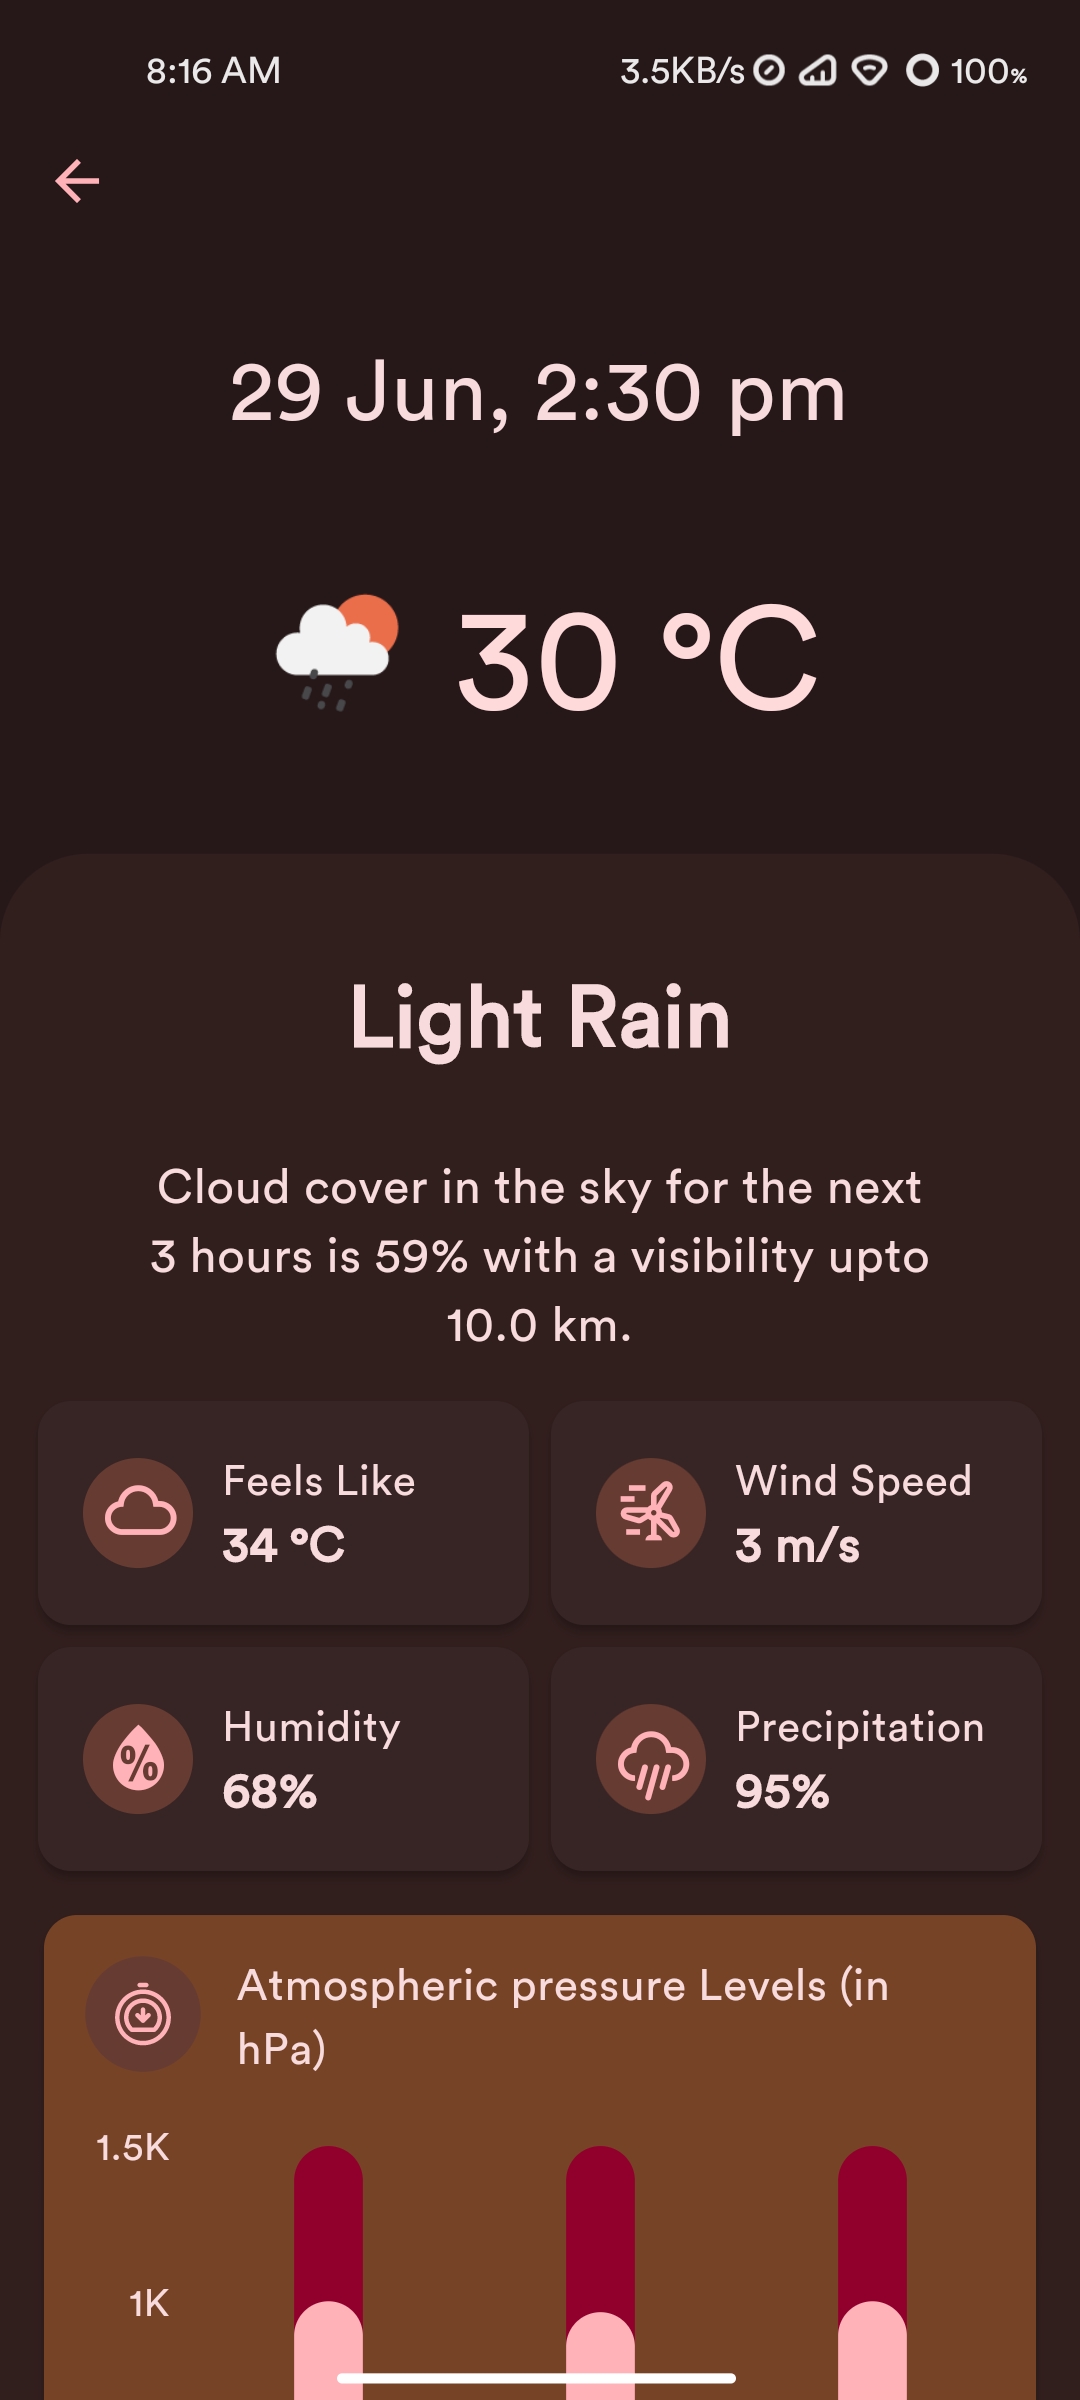 8:16 AM 3.5KB/s 100%
29 Jun, 2:30 pm
30 °C
Light Rain
Cloud cover in the sky for the next
3 hours is 59% with a visibility upto
10.0 km.
Feels Like
34 °C
Wind Speed
3 m/s
% Humidity
68%
Precipitation
95%
Atmospheric pressure Levels (in
hPa)
1.5K
1K